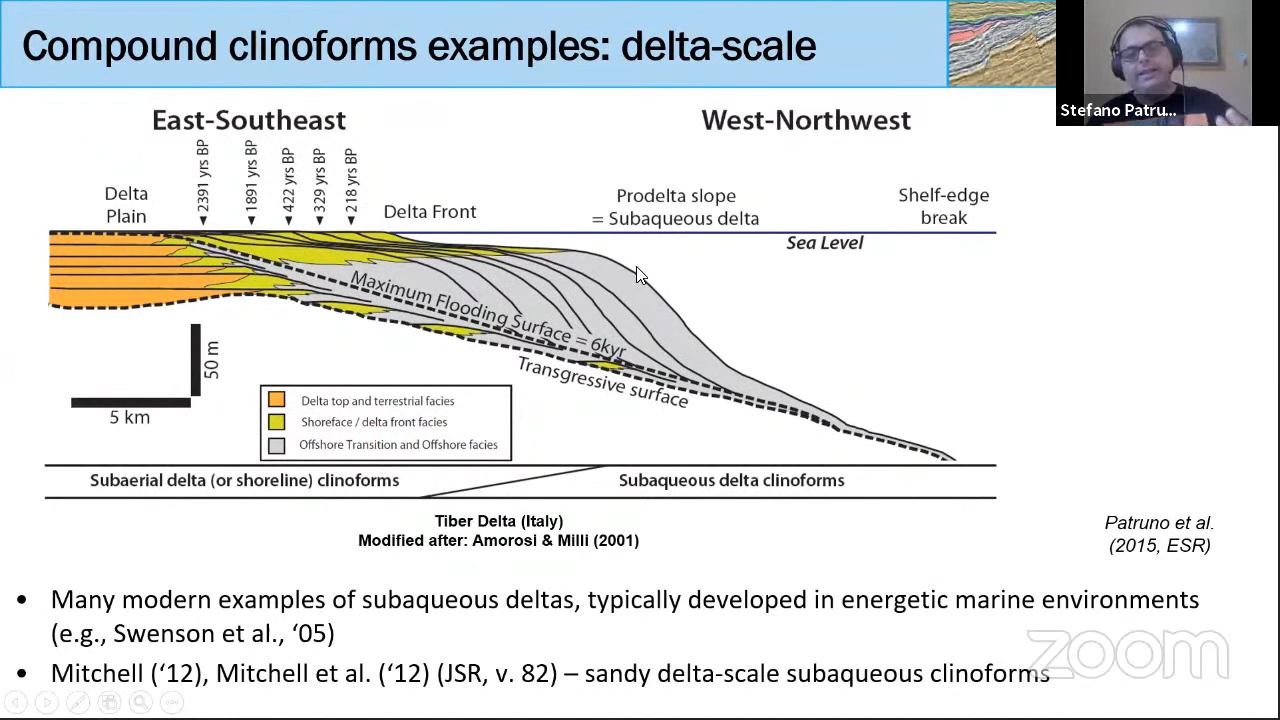 Compound clinoforms examples: delta-scale
Stefano Patru...
East-Southeast
West-Northwest
2391 yrs BP
1891 yrs BP
422 yrs BP
329 yrs BP
218 yrs BP
Delta
Plain
Delta Front
Prodelta slope
= Subaqueous delta
Shelf-edge
break
Sea Level
Maximum Flooding Surface = 6kyr
Transgressive surface
50 m
5 km
Delta top and terrestrial facies
Shoreface / delta front facies
Offshore Transition and Offshore facies
Subaerial delta (or shoreline) clinoforms
Subaqueous delta clinoforms
Tiber Delta (Italy)
Modified after: Amorosi & Milli (2001)
Patruno et al.
(2015, ESR)
• Many modern examples of subaqueous deltas, typically developed in energetic marine environments
(e.g., Swenson et al., ‘05)
• Mitchell (‘12), Mitchell et al. (‘12) (JSR, v. 82) – sandy delta-scale subaqueous clinoforms
zoom